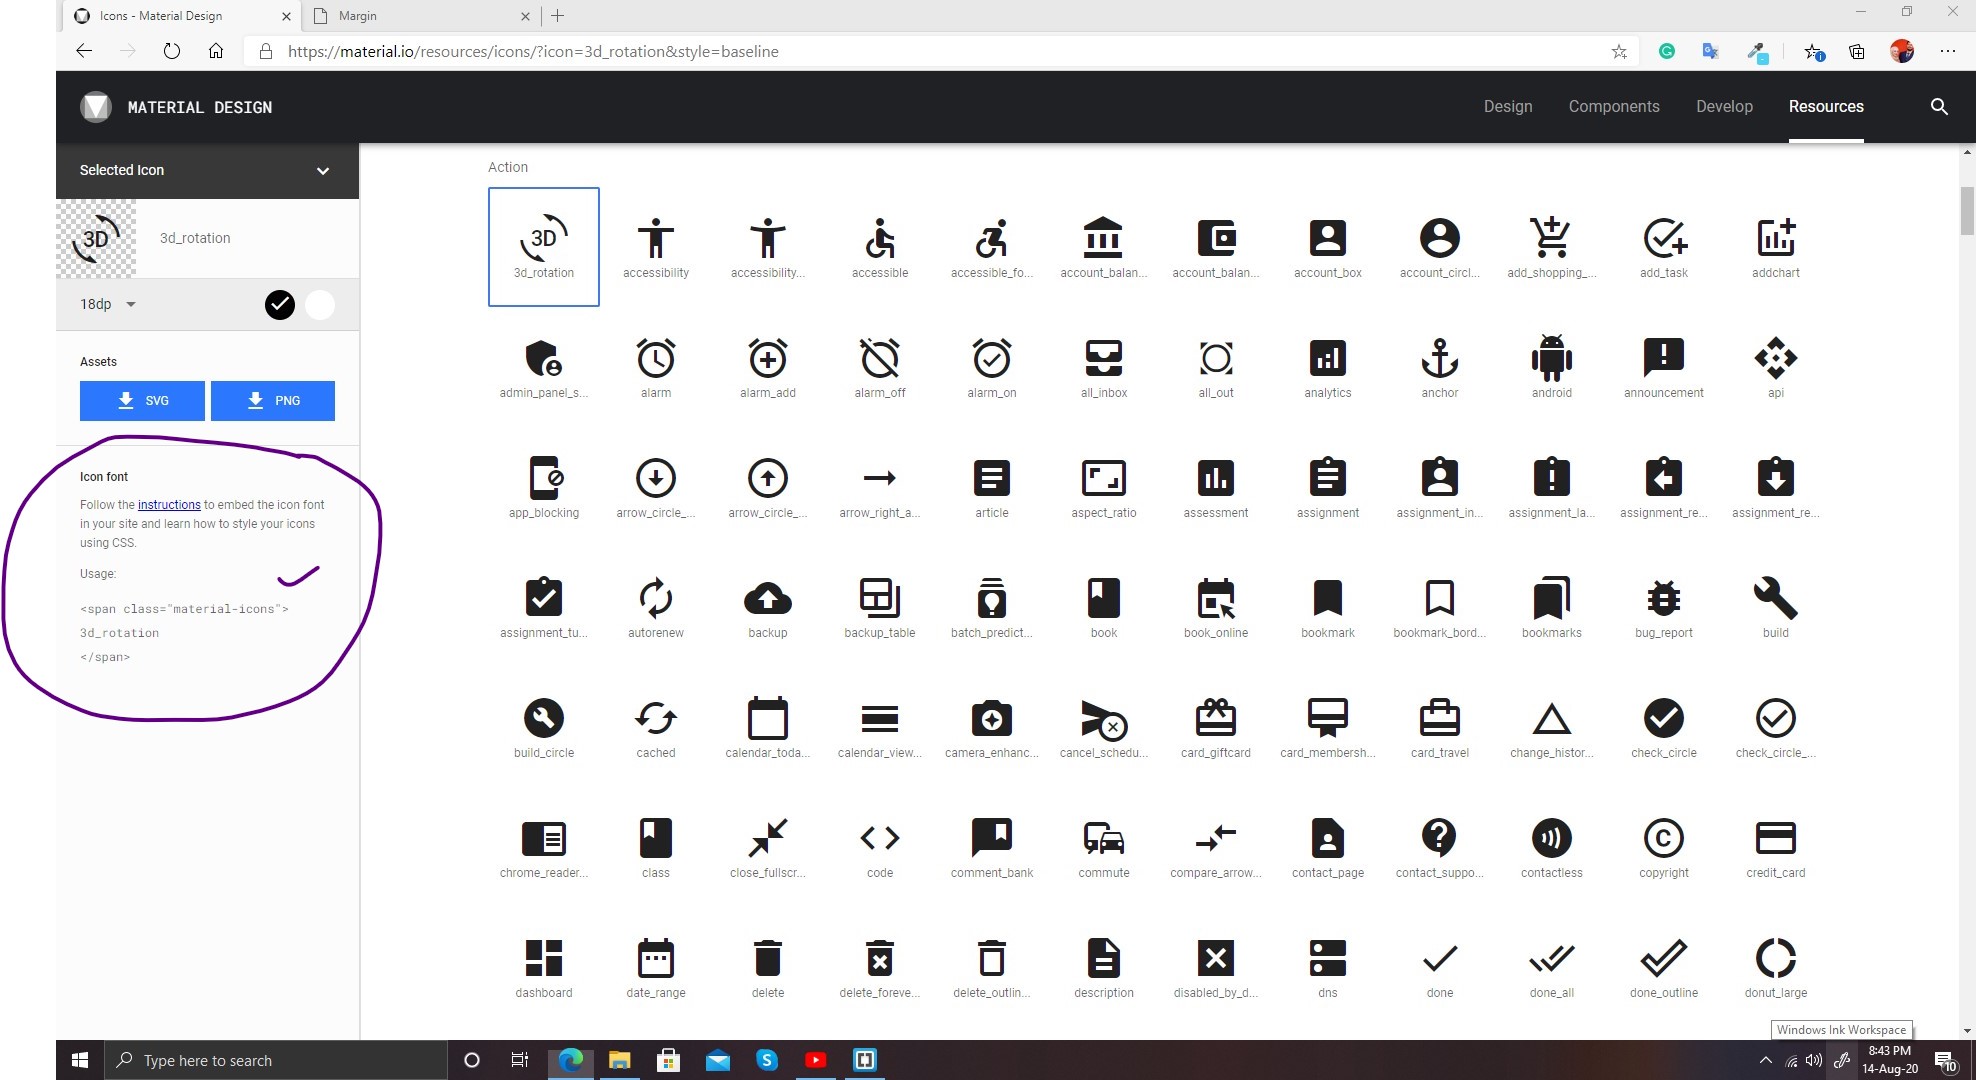 Icons - Material Design
Margin
https://material.io/resources/icons/?icon=3d_rotation&style=baseline
MATERIAL DESIGN
Design Components Develop Resources
Selected Icon
3d_rotation
18dp
Assets
SVG PNG
Icon font
Follow the instructions to embed the icon font
in your site and learn how to style your icons
using CSS.
Usage:
<span class="material-icons">
3d_rotation
</span>
Action
3D
3D
3d_rotation accessibility accessibility... accessible accessible_fo... account_balan... account_balan... account_box account_circl... add_shopping_... add_task addchart
admin_panel_s... alarm alarm_add alarm_off alarm_on all_inbox all_out analytics anchor android announcement api
app_blocking arrow_circle_... arrow_circle_... arrow_right_a... article aspect_ratio assessment assignment assignment_in... assignment_la... assignment_re... assignment_re...
assignment_tu... autorenew backup backup_table batch_predict... book book_online bookmark bookmark_bord... bookmarks bug_report build
build_circle cached calendar_toda... calendar_view... camera_enhanc... cancel_schedu... card_giftcard card_membersh... card_travel change_histor... check_circle check_circle_...
chrome_reader... class close_fullscr... code comment_bank commute compare_arrow... contact_page contact_suppo... contactless copyright credit_card
dashboard date_range delete delete_foreve... delete_outlin... description disabled_by_d... dns done done_all done_outline donut_large
Windows Ink Workspace
Type here to search
8:43 PM
14-Aug-20
10